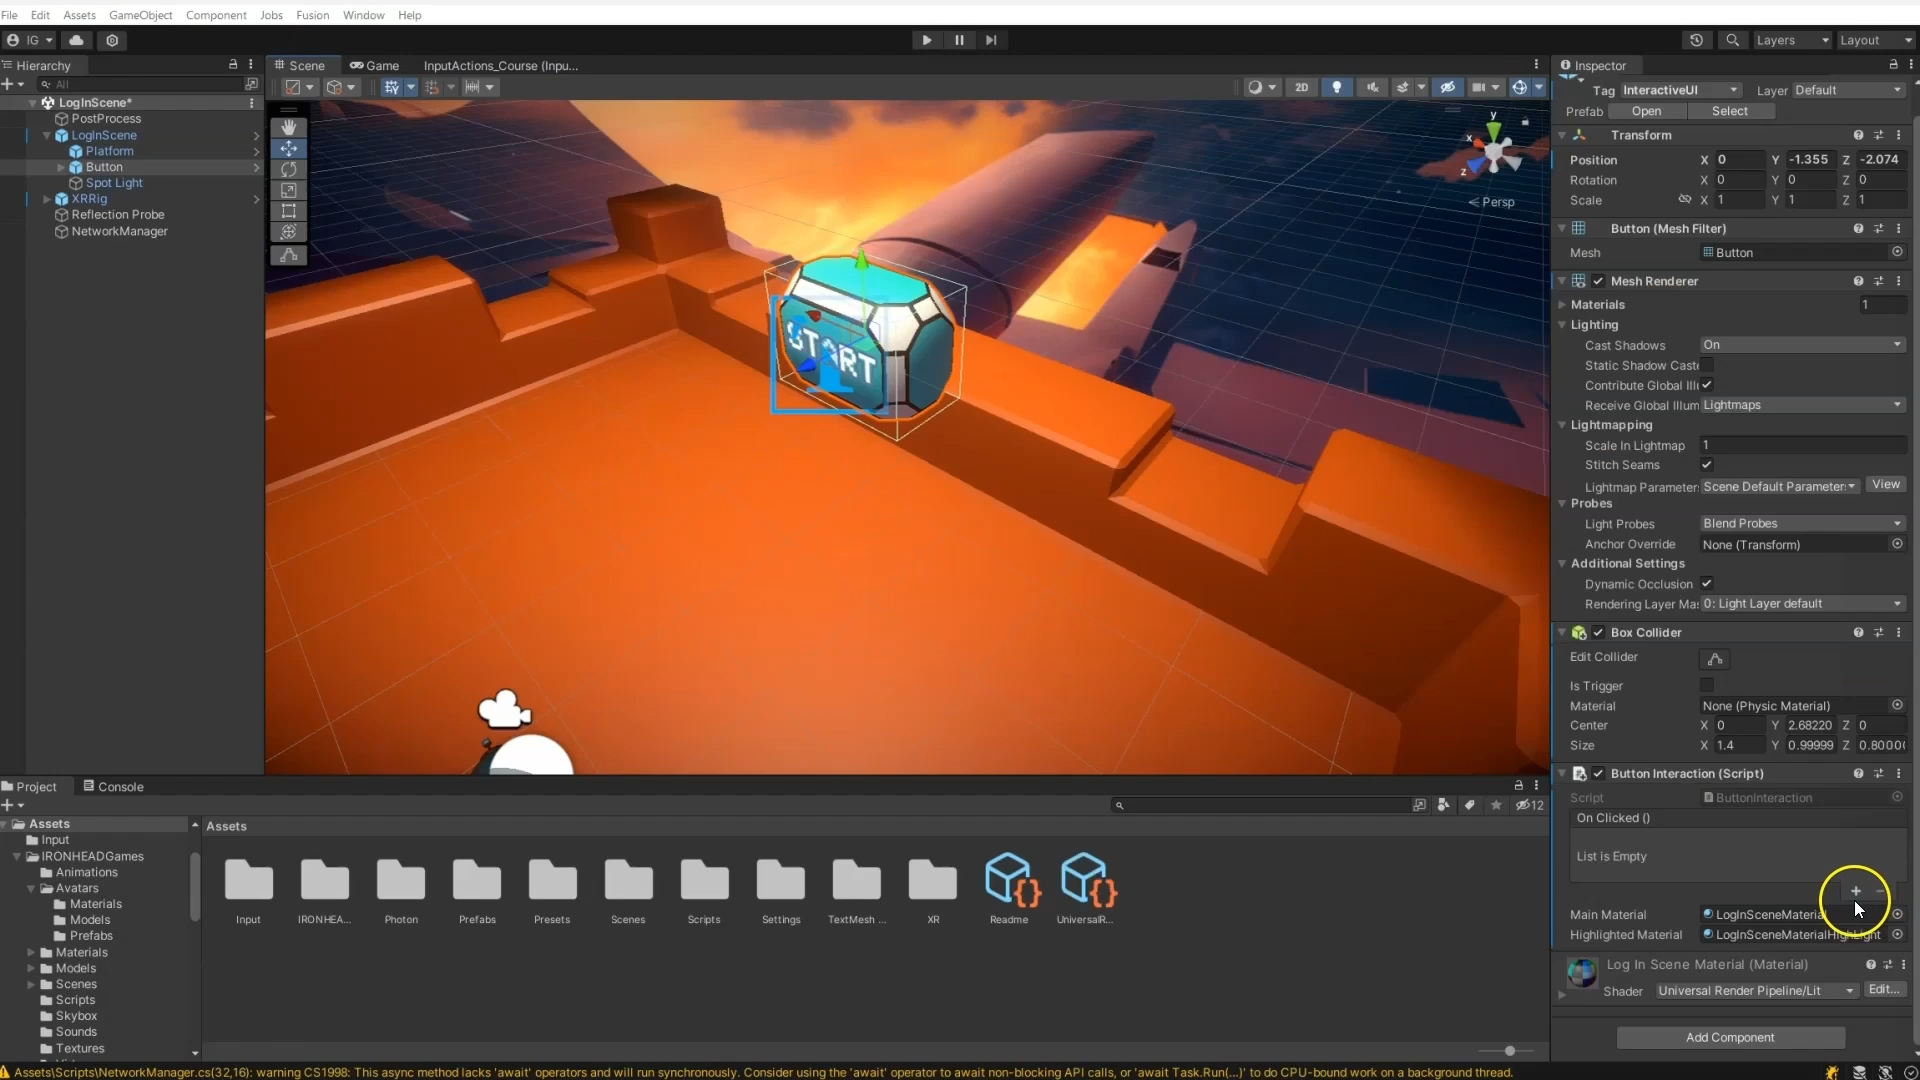 File Edit Assets GameObject Component Jobs Fusion Window Help
IG Layers Layout
Hierarchy Scene Game InputActions_Course (Inpu... Inspector
All 2D Tag InteractiveUI Layer Default
LogInScene* Prefab Open Select
PostProcess
LogInScene
Platform
Button
Spot Light
XRRig
Reflection Probe
NetworkManager
y
x
z
Persp
START
Transform
Position X 0 Y -1.355 Z -2.074
Rotation X 0 Y 0 Z 0
Scale X 1 Y 1 Z 1
Button (Mesh Filter)
Mesh Button
Mesh Renderer
Materials 1
Lighting
Cast Shadows On
Static Shadow Caste
Contribute Global Illu
Receive Global Illum Lightmaps
Lightmapping
Scale In Lightmap 1
Stitch Seams
Lightmap Parameter: Scene Default Parameter: View
Probes
Light Probes Blend Probes
Anchor Override None (Transform)
Additional Settings
Dynamic Occlusion
Rendering Layer Ma: 0: Light Layer default
Box Collider
Edit Collider
Is Trigger
Material None (Physic Material)
Center X 0 Y 2.68220 Z 0
Size X 1.4 Y 0.99999 Z 0.8000
Button Interaction (Script)
Script ButtonInteraction
On Clicked ()
List is Empty
Main Material LogInSceneMaterial
Highlighted Material LogInSceneMaterialHighLight
Log In Scene Material (Material)
Shader Universal Render Pipeline/Lit Edit...
Add Component
Project Console
12
Assets
Input
IRONHEADGames
Animations
Avatars
Materials
Models
Prefabs
Materials
Models
Scenes
Scripts
Skybox
Sounds
Textures
Assets
Input IRONHEA... Photon Prefabs Presets Scenes Scripts Settings TextMesh ... XR Readme UniversalR...
Assets\Scripts\NetworkManager.cs(32,16): warning CS1998: This async method lacks 'await' operators and will run synchronously. Consider using the 'await' operator to await non-blocking API calls, or 'await Task.Run(...)' to do CPU-bound work on a background thread.